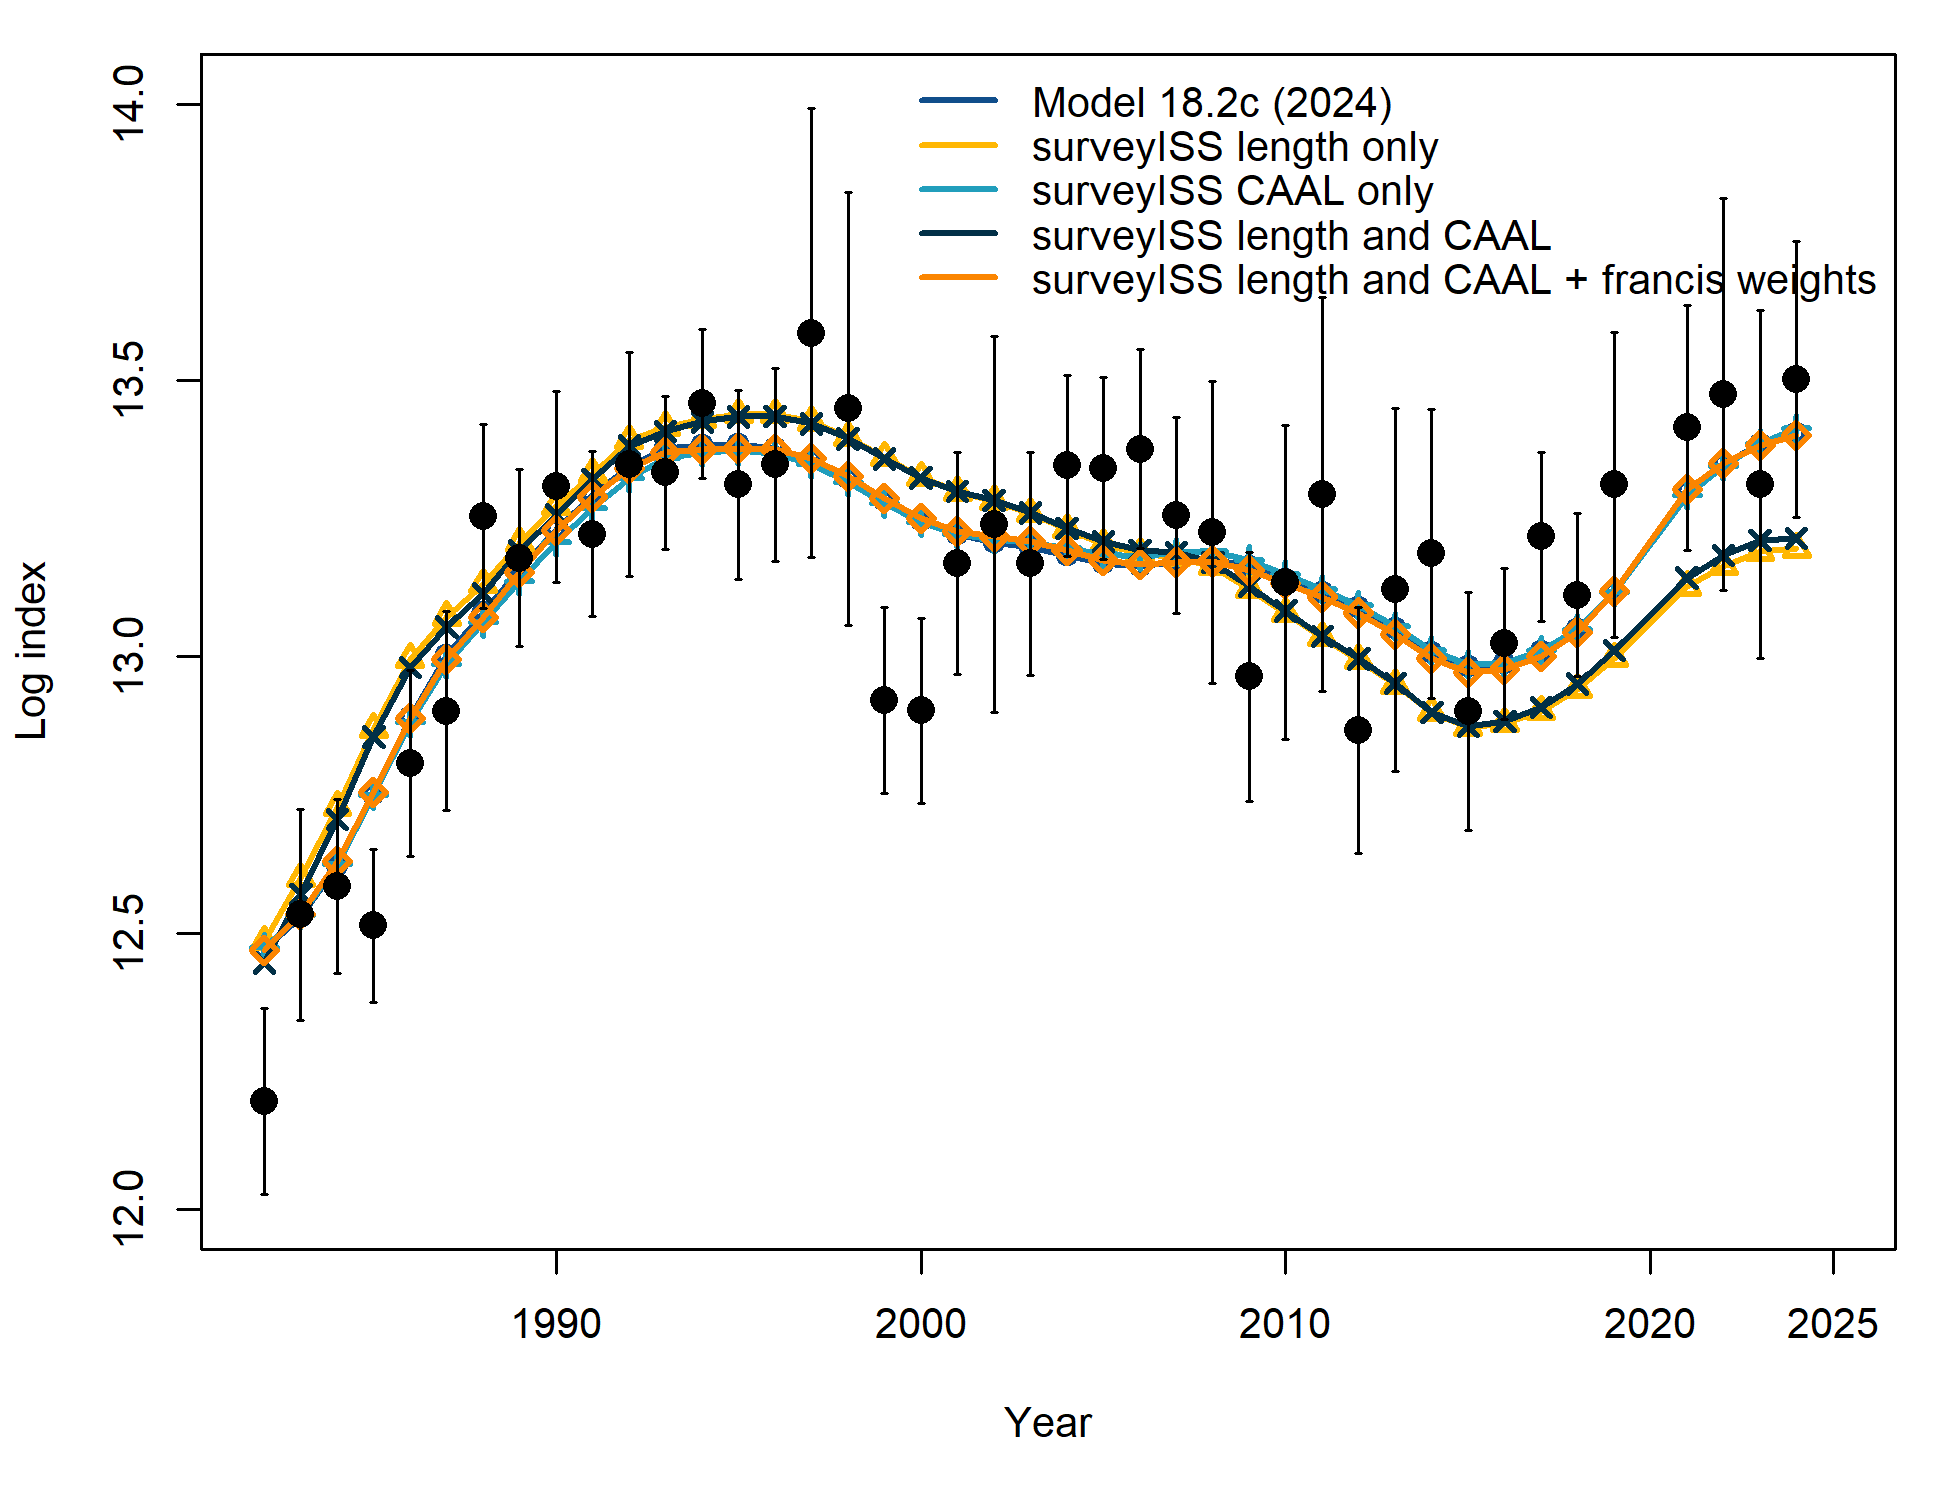 14.0
13.5
13.0
12.5
12.0
Log index
Model 18.2c (2024)
surveyISS length only
surveyISS CAAL only
surveyISS length and CAAL
surveyISS length and CAAL + francis weights
1990
2000
2010
2020
2025
Year